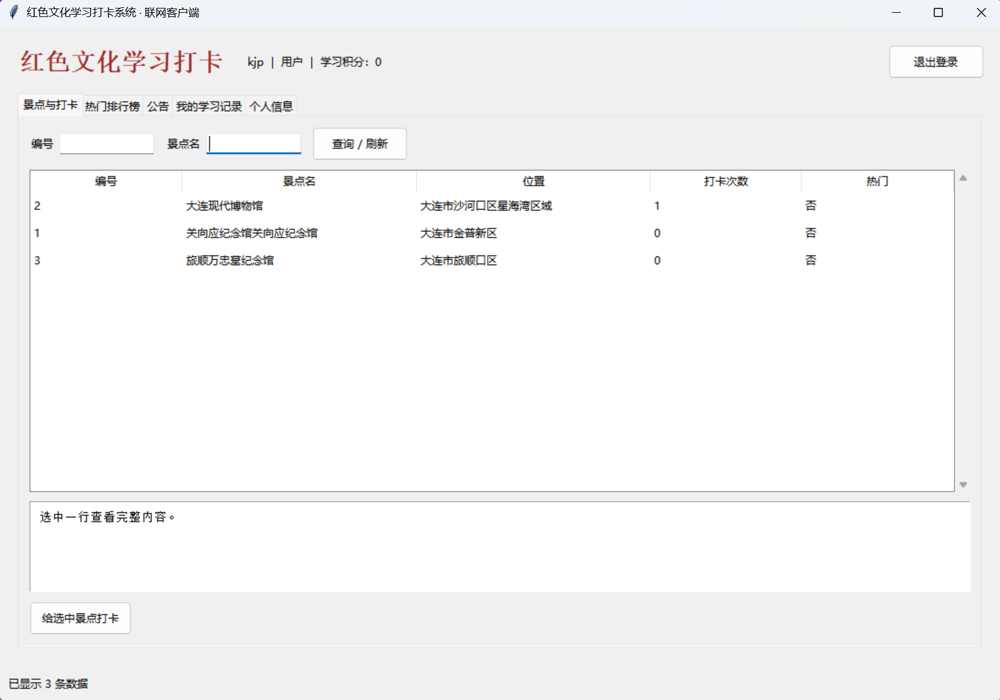 红色文化学习打卡系统 · 联网客户端
红色文化学习打卡 kjp | 用户 | 学习积分：0 退出登录
景点与打卡 热门排行榜 公告 我的学习记录 个人信息
编号 景点名 查询 / 刷新
编号 景点名 位置 打卡次数 热门
2 大连现代博物馆 大连市沙河口区星海湾区域 1 否
1 关向应纪念馆关向应纪念馆 大连市金普新区 0 否
3 旅顺万忠墓纪念馆 大连市旅顺口区 0 否
选中一行查看完整内容。
给选中景点打卡
已显示 3 条数据